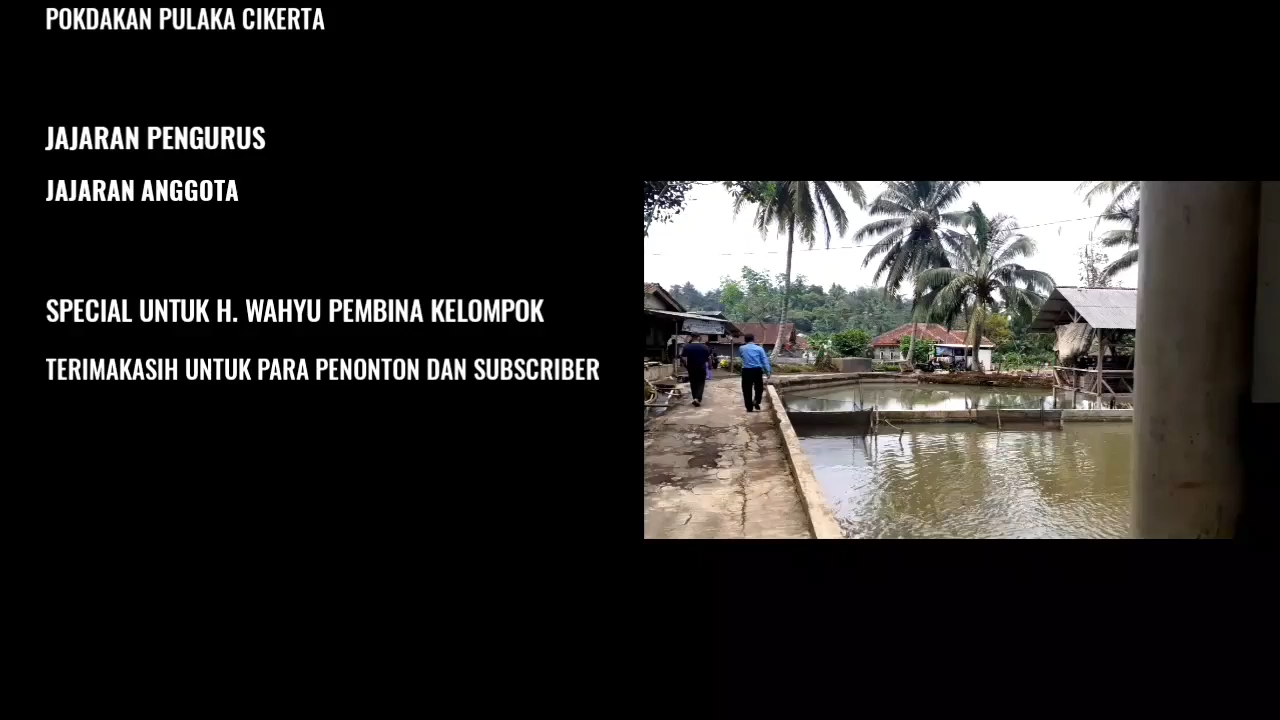 POKDAKAN PULAKA CIKERTA
JAJARAN PENGURUS
JAJARAN ANGGOTA
SPECIAL UNTUK H. WAHYU PEMBINA KELOMPOK
TERIMAKASIH UNTUK PARA PENONTON DAN SUBSCRIBER